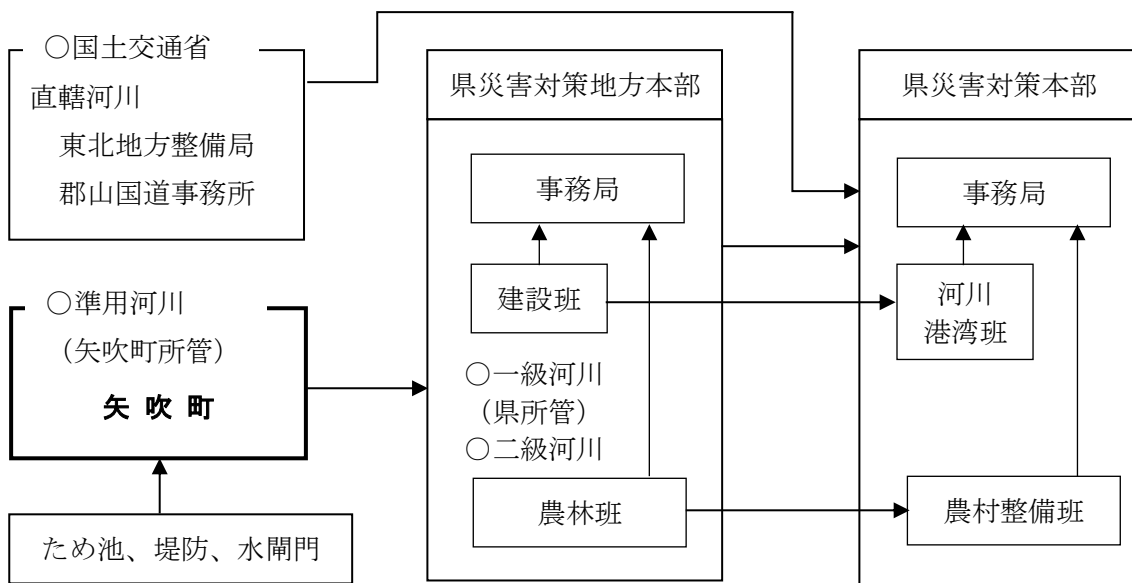 ○国土交通省
直轄河川
東北地方整備局
郡山国道事務所
○準用河川
（矢吹町所管）
矢吹町
ため池、堤防、水閘門
県災害対策地方本部
事務局
建設班
○一級河川
（県所管）
○二級河川
農林班
県災害対策本部
事務局
河川
港湾班
農村整備班